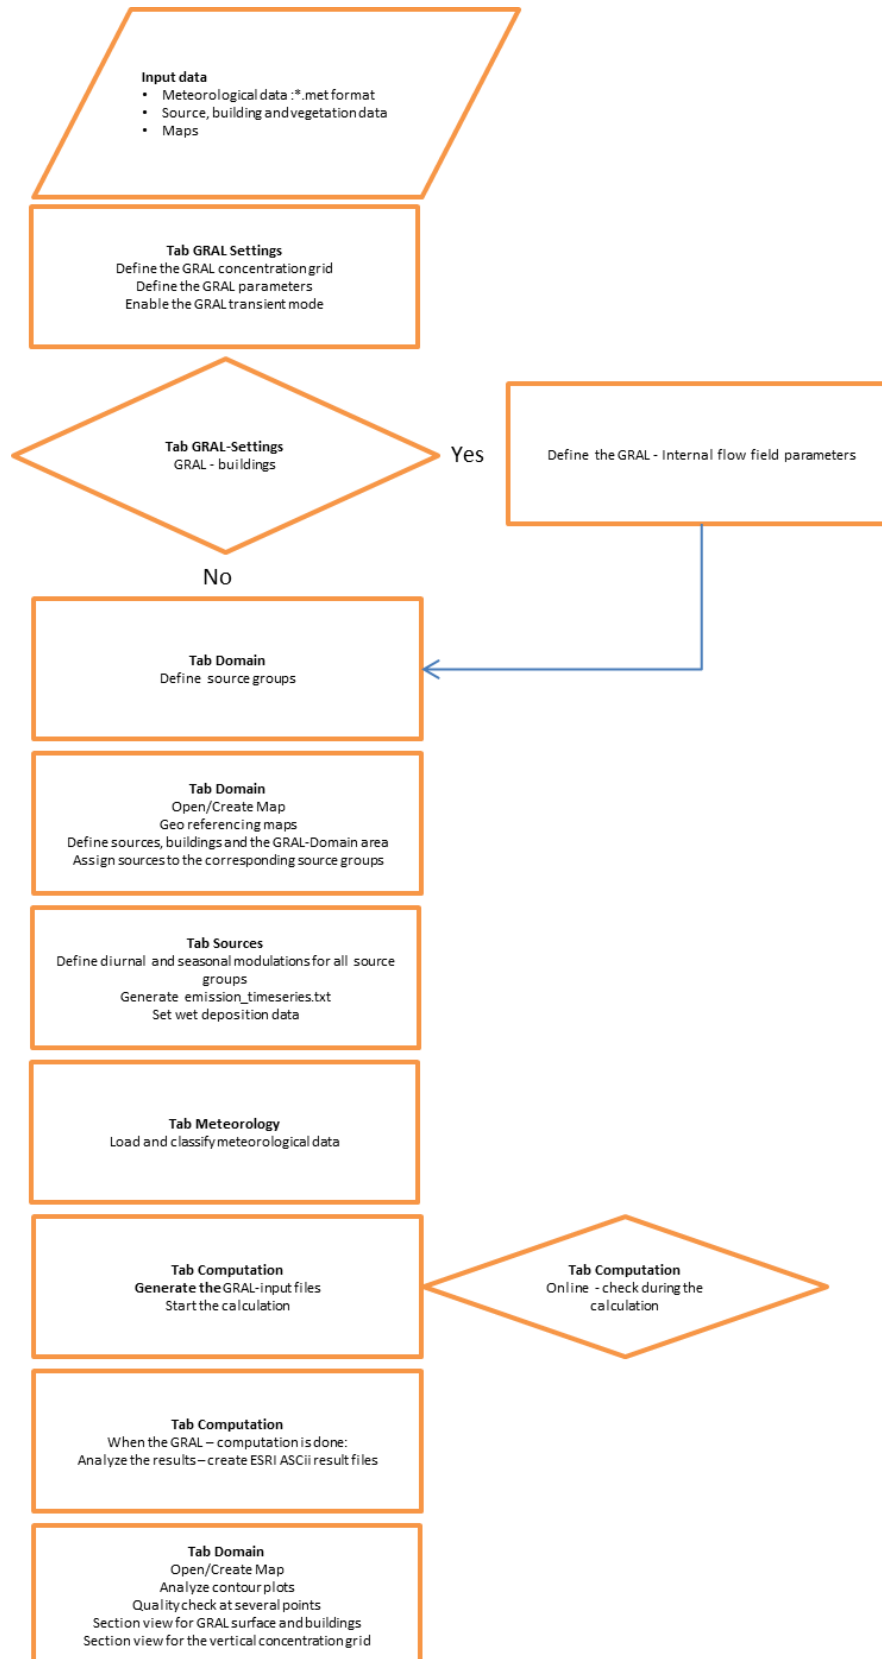 Input data
• Meteorological data :*.met format
• Source, building and vegetation data
• Maps
Tab GRAL Settings
Define the GRAL concentration grid
Define the GRAL parameters
Enable the GRAL transient mode
Tab GRAL-Settings
GRAL - buildings
Yes
Define the GRAL - Internal flow field parameters
No
Tab Domain
Define source groups
Tab Domain
Open/Create Map
Geo referencing maps
Define sources, buildings and the GRAL-Domain area
Assign sources to the corresponding source groups
Tab Sources
Define diurnal and seasonal modulations for all source
groups
Generate emission_timeseries.txt
Set wet deposition data
Tab Meteorology
Load and classify meteorological data
Tab Computation
Generate the GRAL-input files
Start the calculation
Tab Computation
Online - check during the
calculation
Tab Computation
When the GRAL – computation is done:
Analyze the results – create ESRI ASCii result files
Tab Domain
Open/Create Map
Analyze contour plots
Quality check at several points
Section view for GRAL surface and buildings
Section view for the vertical concentration grid